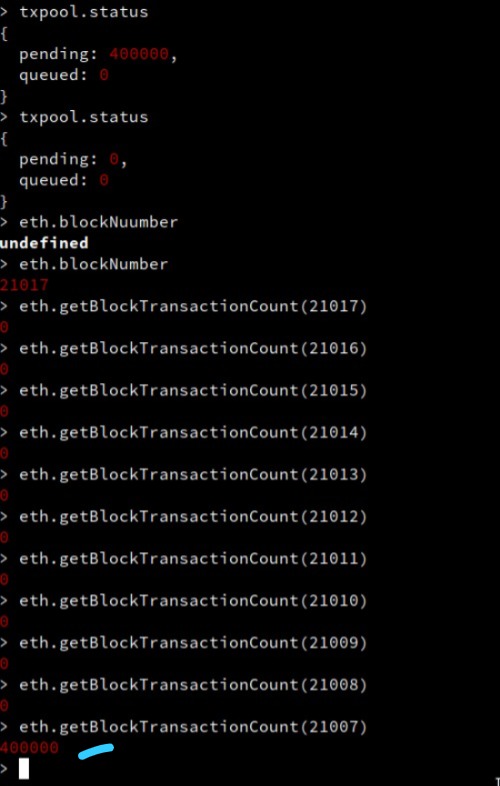 > txpool.status
{
  pending: 400000,
  queued: 0
}
> txpool.status
{
  pending: 0,
  queued: 0
}
> eth.blockNuumber
undefined
> eth.blockNumber
21017
> eth.getBlockTransactionCount(21017)
0
> eth.getBlockTransactionCount(21016)
0
> eth.getBlockTransactionCount(21015)
0
> eth.getBlockTransactionCount(21014)
0
> eth.getBlockTransactionCount(21013)
0
> eth.getBlockTransactionCount(21012)
0
> eth.getBlockTransactionCount(21011)
0
> eth.getBlockTransactionCount(21010)
0
> eth.getBlockTransactionCount(21009)
0
> eth.getBlockTransactionCount(21008)
0
> eth.getBlockTransactionCount(21007)
400000
>